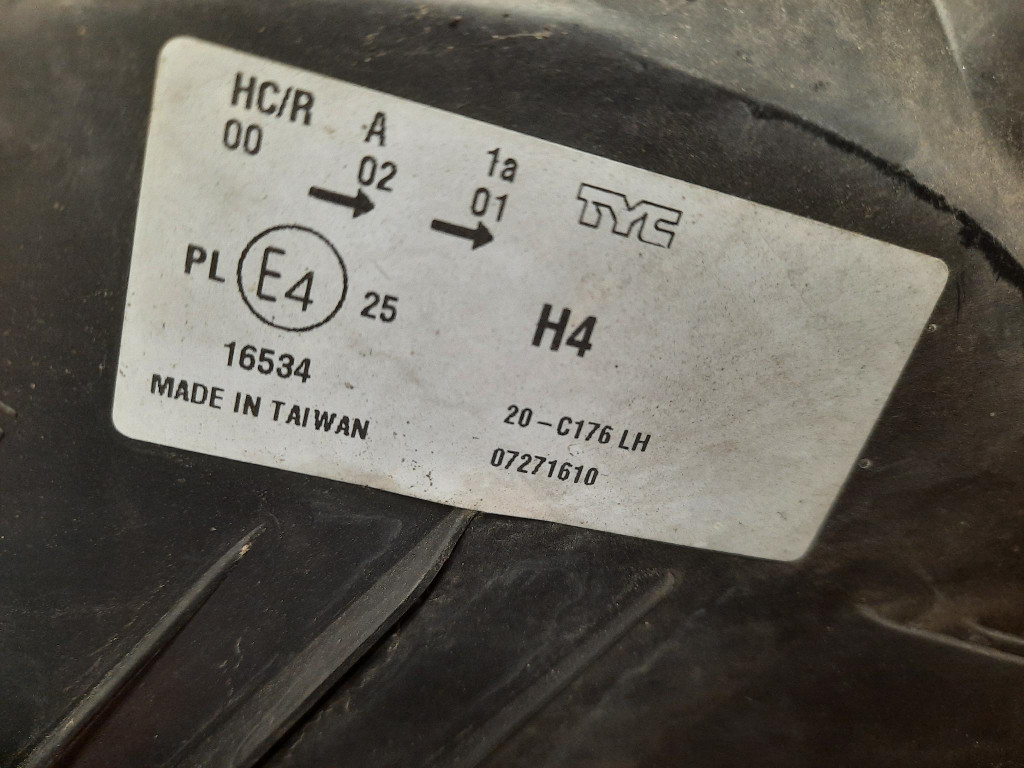 HC/R A 1a
00 02 01 TYC
PL E4 25
H4
16534
MADE IN TAIWAN
20-C176 LH
07271610